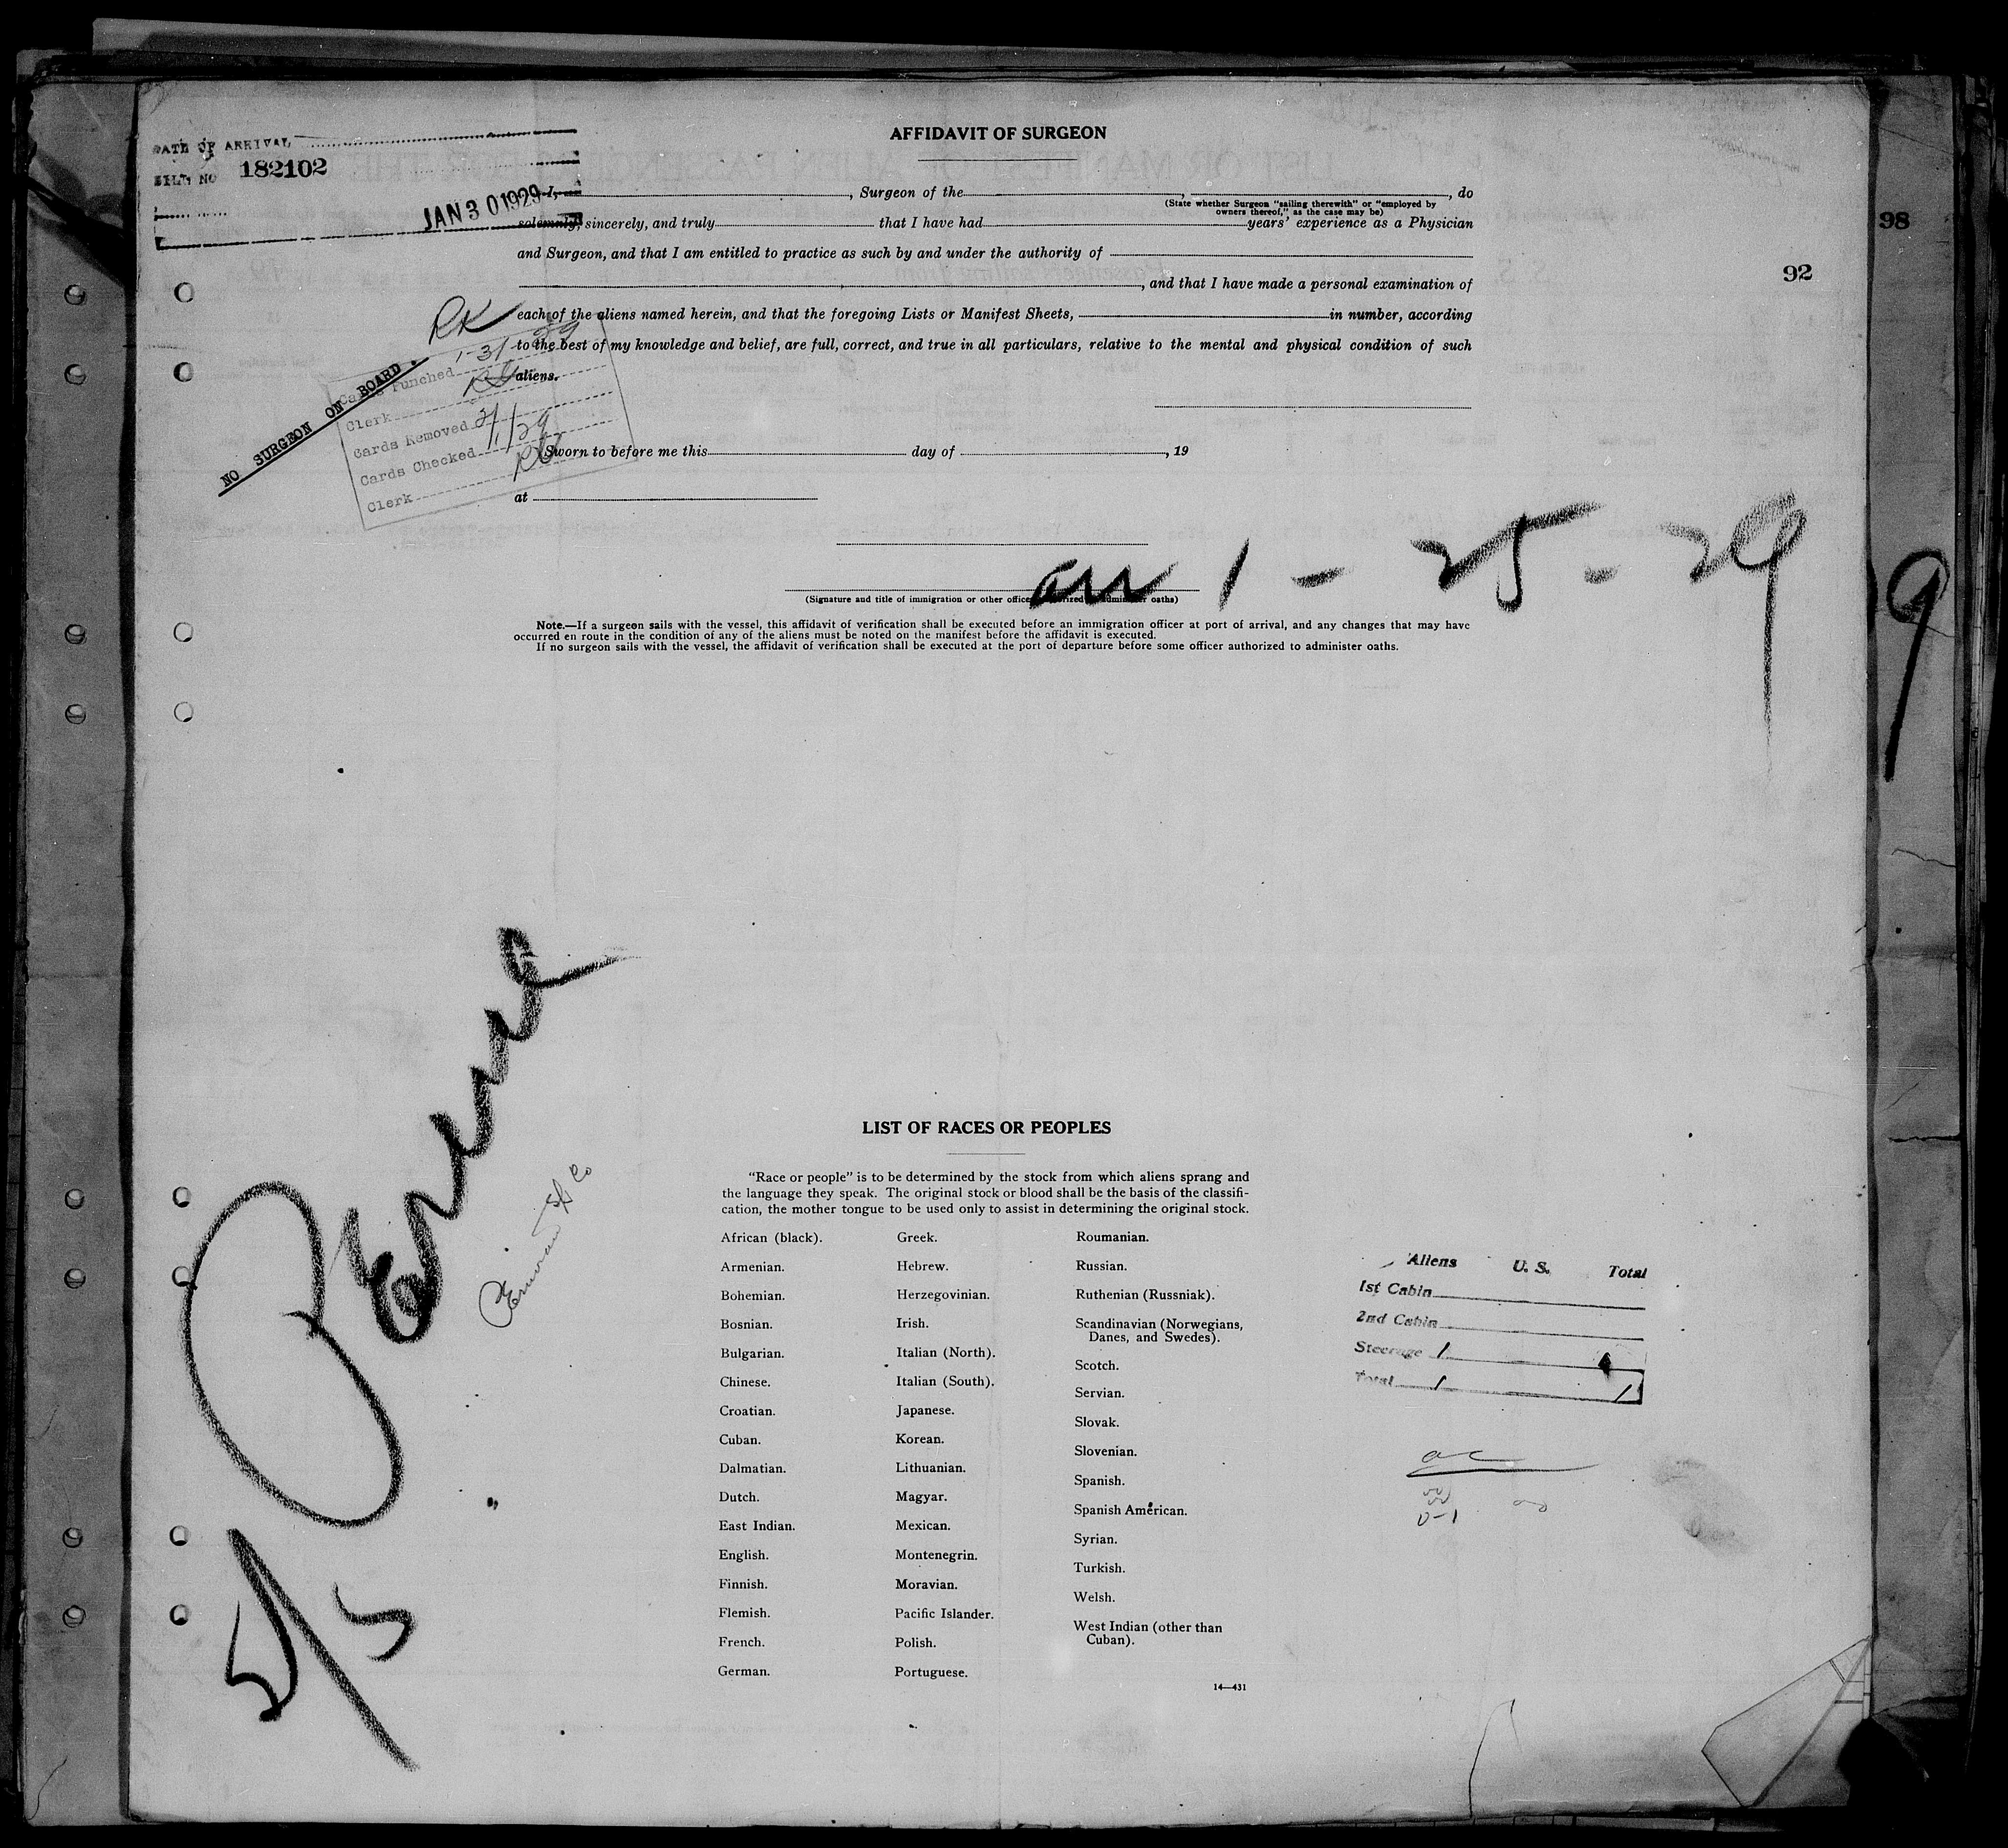 DATE OF ARRIVAL
FILE NO 182102
JAN 30 1929
AFFIDAVIT OF SURGEON
I, , Surgeon of the , , do
(State whether Surgeon "sailing therewith" or "employed by
owners thereof," as the case may be)
solemnly, sincerely, and truly that I have had years' experience as a Physician
and Surgeon, and that I am entitled to practice as such by and under the authority of
, and that I have made a personal examination of
each of the aliens named herein, and that the foregoing Lists or Manifest Sheets, in number, according
to the best of my knowledge and belief, are full, correct, and true in all particulars, relative to the mental and physical condition of such
aliens.
98
92
RK
NO SURGEON ON BOARD.
Cards Punched 1-31-29
Clerk RK
Cards Removed
Cards Checked 2/1/29
Clerk RK
Sworn to before me this day of , 19
at
arr 1 - 25 - 29
9
(Signature and title of immigration or other officer authorized to administer oaths)
Note.—If a surgeon sails with the vessel, this affidavit of verification shall be executed before an immigration officer at port of arrival, and any changes that may have
occurred en route in the condition of any of the aliens must be noted on the manifest before the affidavit is executed.
If no surgeon sails with the vessel, the affidavit of verification shall be executed at the port of departure before some officer authorized to administer oaths.
S/S
LIST OF RACES OR PEOPLES
"Race or people" is to be determined by the stock from which aliens sprang and
the language they speak. The original stock or blood shall be the basis of the classifi-
cation, the mother tongue to be used only to assist in determining the original stock.
African (black).
Armenian.
Bohemian.
Bosnian.
Bulgarian.
Chinese.
Croatian.
Cuban.
Dalmatian.
Dutch.
East Indian.
English.
Finnish.
Flemish.
French.
German.
Greek.
Hebrew.
Herzegovinian.
Irish.
Italian (North).
Italian (South).
Japanese.
Korean.
Lithuanian.
Magyar.
Mexican.
Montenegrin.
Moravian.
Pacific Islander.
Polish.
Portuguese.
Roumanian.
Russian.
Ruthenian (Russniak).
Scandinavian (Norwegians,
Danes, and Swedes).
Scotch.
Servian.
Slovak.
Slovenian.
Spanish.
Spanish American.
Syrian.
Turkish.
Welsh.
West Indian (other than
Cuban).
14—431
Aliens U. S. Total
1st Cabin
2nd Cabin
Steerage 1 1
Total 1 1